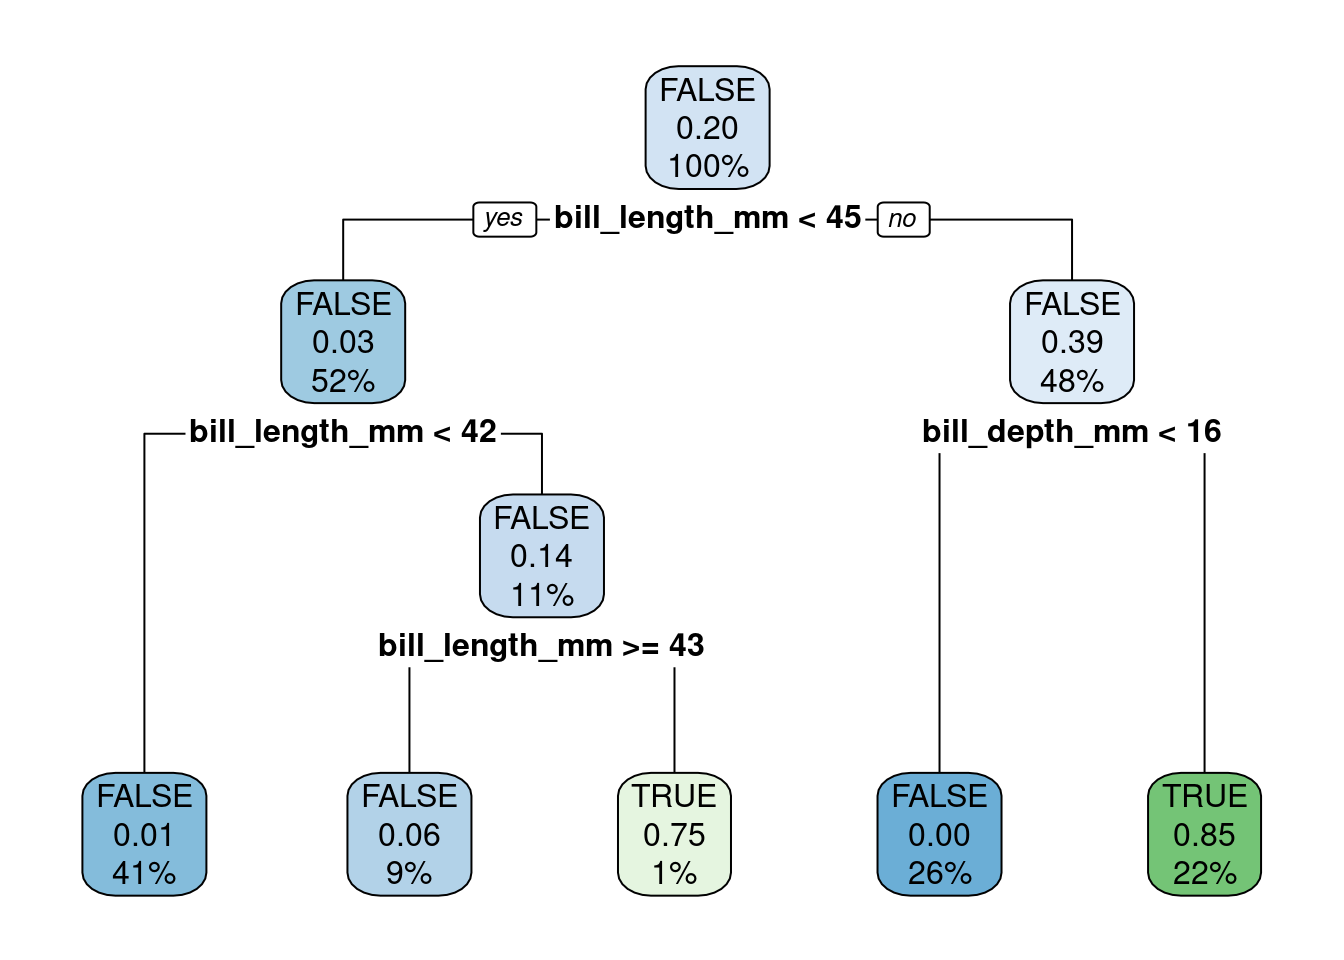 FALSE
0.20
100%
yes bill_length_mm < 45 no
FALSE
0.03
52%
FALSE
0.39
48%
bill_length_mm < 42
bill_depth_mm < 16
FALSE
0.14
11%
bill_length_mm >= 43
FALSE
0.01
41%
FALSE
0.06
9%
TRUE
0.75
1%
FALSE
0.00
26%
TRUE
0.85
22%